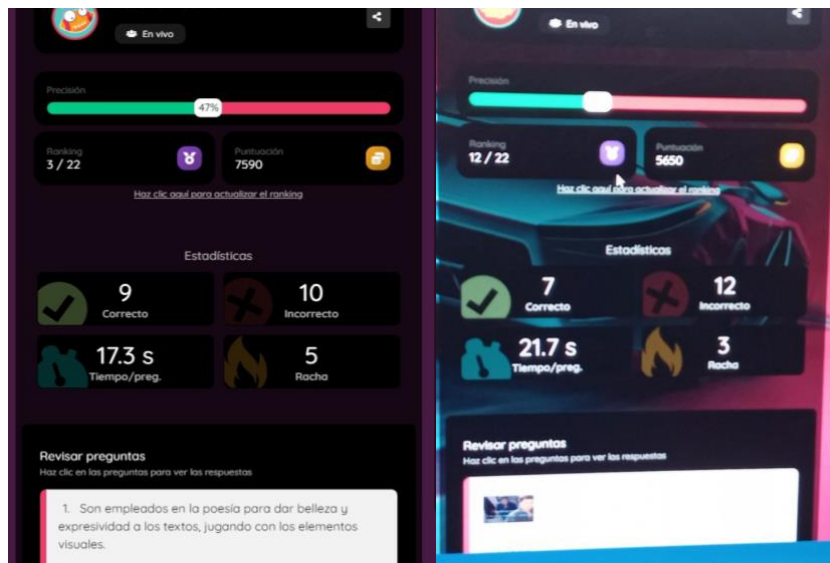 En vivo
Precisión
47%
Ranking
3 / 22
Puntuación
7590
Haz clic aquí para actualizar el ranking
Estadísticas
9
Correcto
10
Incorrecto
17.3 s
Tiempo/preg.
5
Racha
Revisar preguntas
Haz clic en las preguntas para ver las respuestas
1. Son empleados en la poesía para dar belleza y
expresividad a los textos, jugando con los elementos
visuales.
En vivo
Precisión
Ranking
12 / 22
Puntuación
5650
Haz clic aquí para actualizar el ranking
Estadísticas
7
Correcto
12
Incorrecto
21.7 s
Tiempo/preg.
3
Racha
Revisar preguntas
Haz clic en las preguntas para ver las respuestas